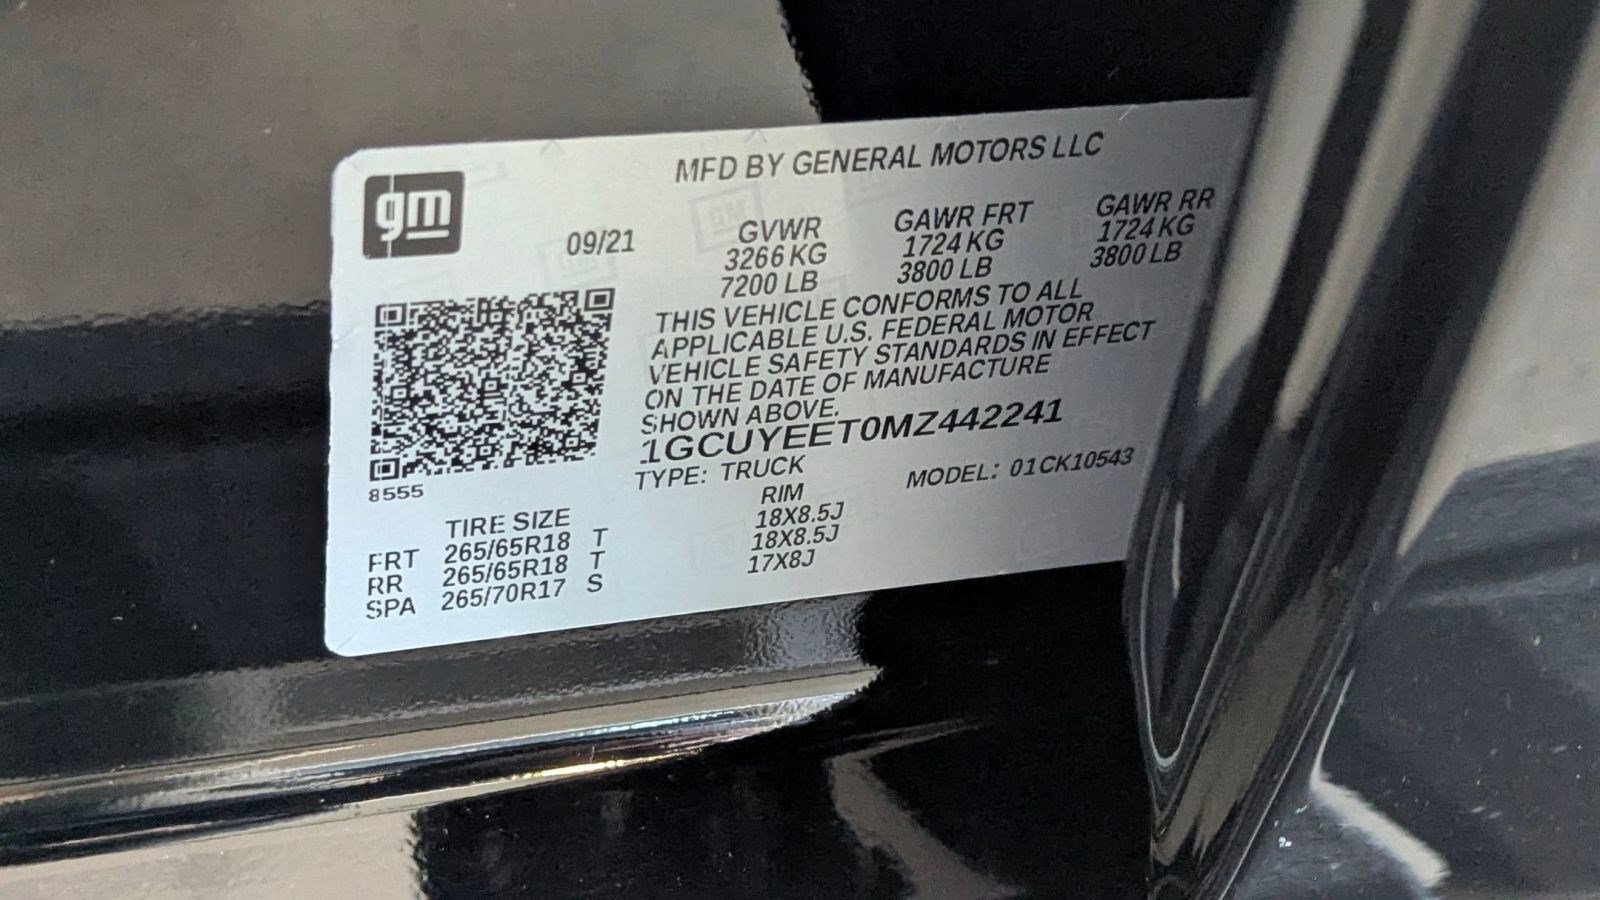 gm
MFD BY GENERAL MOTORS LLC
09/21 GVWR GAWR FRT GAWR RR
3266 KG 1724 KG 1724 KG
7200 LB 3800 LB 3800 LB
THIS VEHICLE CONFORMS TO ALL
APPLICABLE U.S. FEDERAL MOTOR
VEHICLE SAFETY STANDARDS IN EFFECT
ON THE DATE OF MANUFACTURE
SHOWN ABOVE.
1GCUYEET0MZ442241
TYPE: TRUCK MODEL: 01CK10543
8555
TIRE SIZE RIM
FRT 265/65R18 T 18X8.5J
RR 265/65R18 T 18X8.5J
SPA 265/70R17 S 17X8J